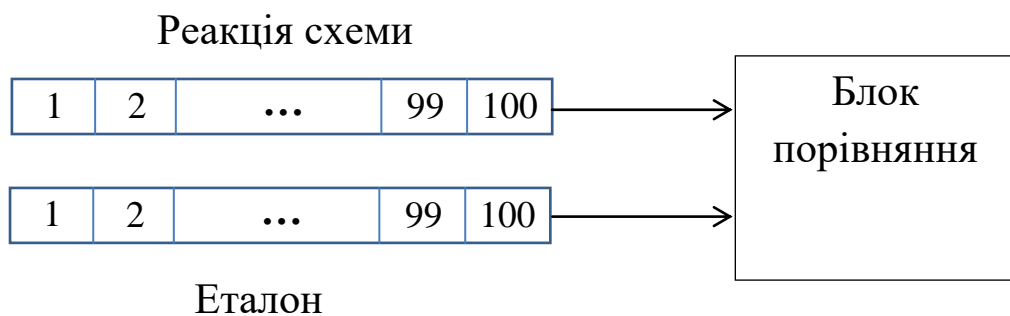 Реакція схеми
1 2 ... 99 100
Блок
порівняння
1 2 ... 99 100
Еталон